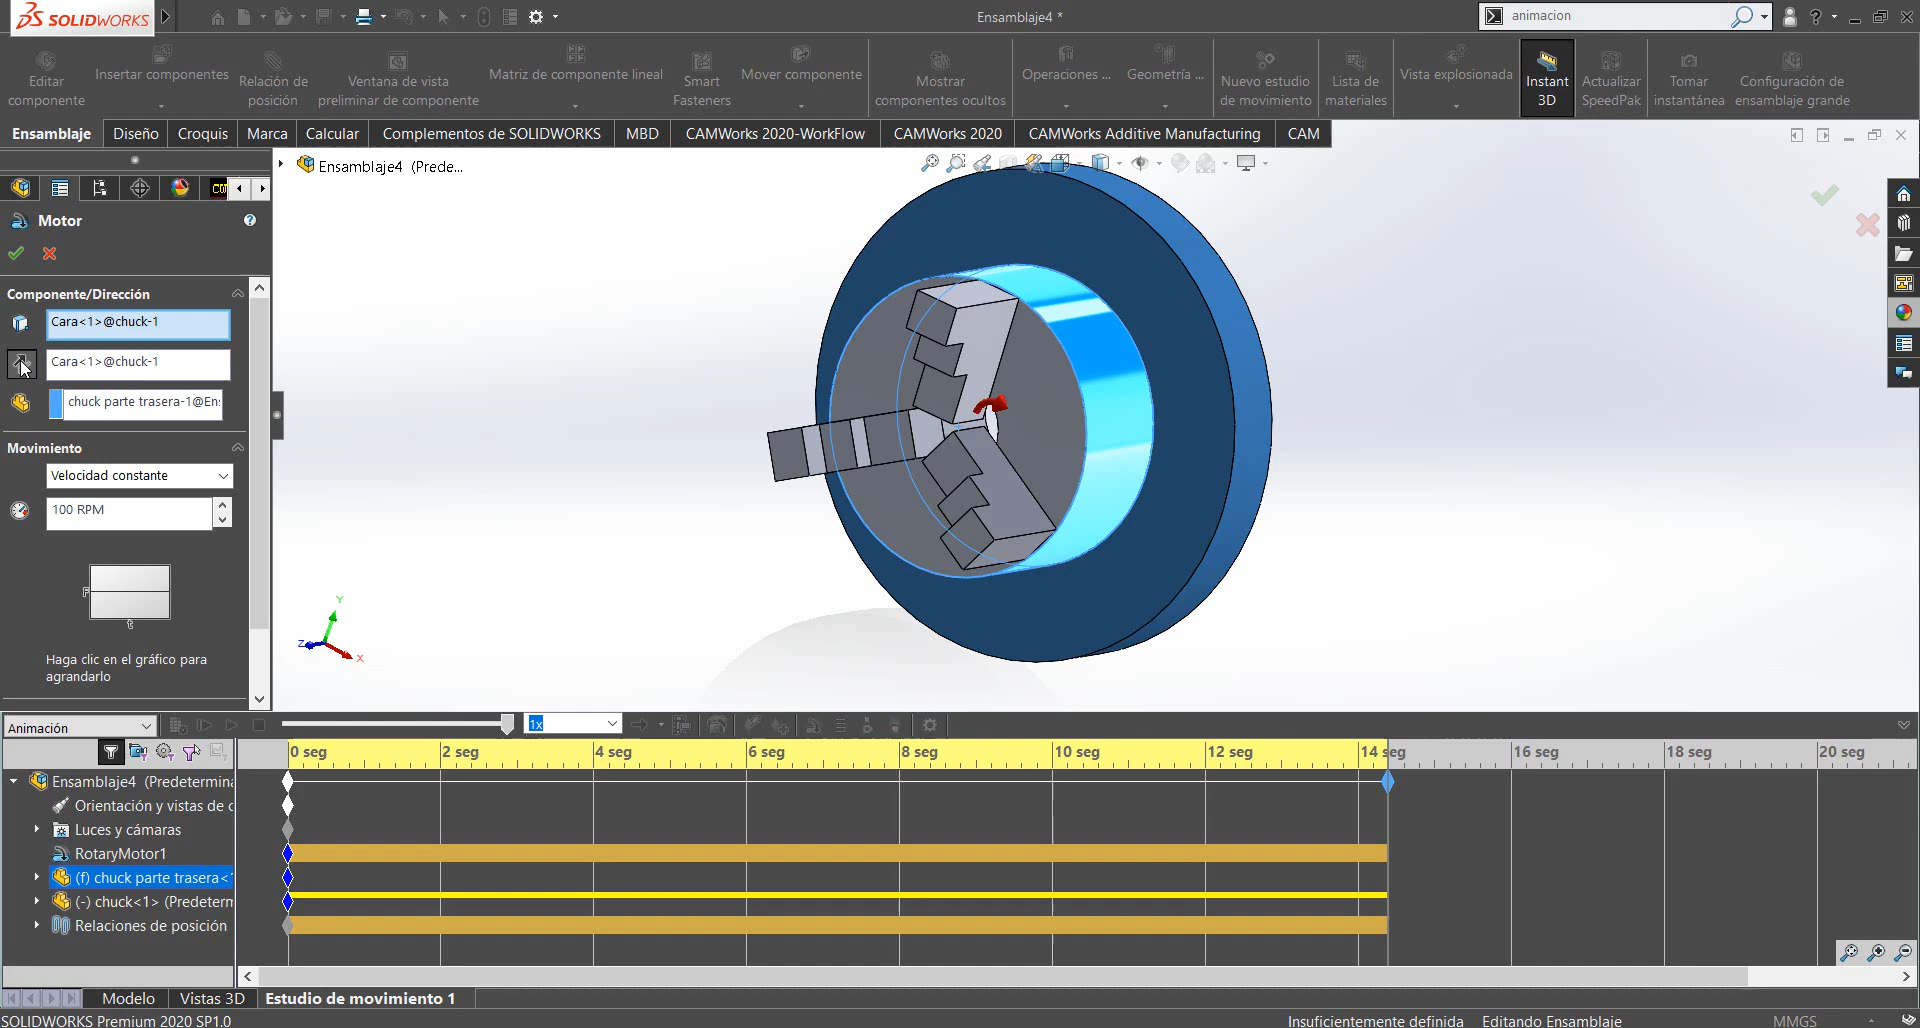 SOLIDWORKS
Ensamblaje4 *
animacion
Editar componente
Insertar componentes
Relación de posición
Ventana de vista preliminar de componente
Matriz de componente lineal
Smart Fasteners
Mover componente
Mostrar componentes ocultos
Operaciones ...
Geometría ...
Nuevo estudio de movimiento
Lista de materiales
Vista explosionada
Instant 3D
Actualizar SpeedPak
Tomar instantánea
Configuración de ensamblaje grande
Ensamblaje
Diseño
Croquis
Marca
Calcular
Complementos de SOLIDWORKS
MBD
CAMWorks 2020-WorkFlow
CAMWorks 2020
CAMWorks Additive Manufacturing
CAM
Ensamblaje4 (Prede...
Motor
Componente/Dirección
Cara<1>@chuck-1
Cara<1>@chuck-1
chuck parte trasera-1@En
Movimiento
Velocidad constante
100 RPM
F
t
Haga clic en el gráfico para
agrandarlo
Y
Z
X
Animación
1x
0 seg
2 seg
4 seg
6 seg
8 seg
10 seg
12 seg
14 seg
16 seg
18 seg
20 seg
Ensamblaje4 (Predetermina
Orientación y vistas de c
Luces y cámaras
RotaryMotor1
(f) chuck parte trasera<
(-) chuck<1> (Predeterm
Relaciones de posición
Modelo
Vistas 3D
Estudio de movimiento 1
SOLIDWORKS Premium 2020 SP1.0
Insuficientemente definida
Editando Ensamblaje
MMGS